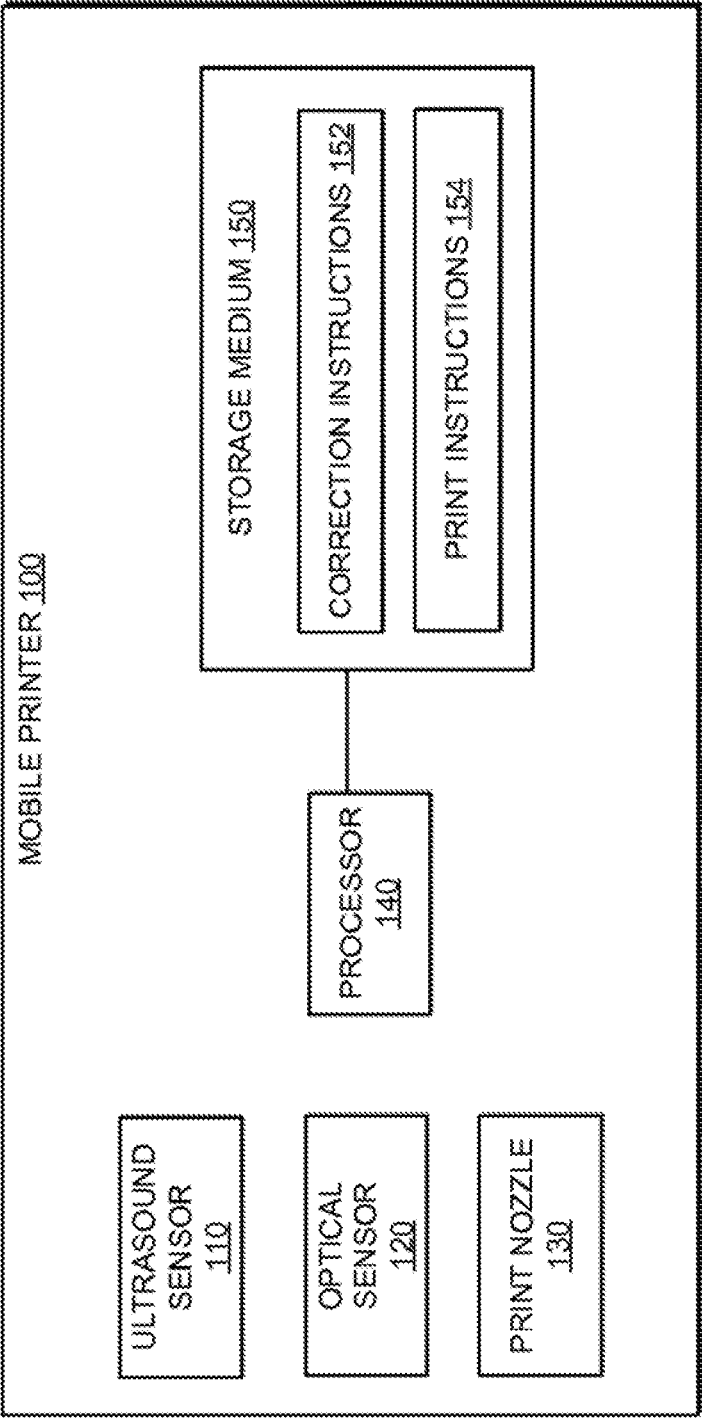 MOBILE PRINTER 100
ULTRASOUND
SENSOR
110
OPTICAL
SENSOR
120
PRINT NOZZLE
130
PROCESSOR
140
STORAGE MEDIUM 150
CORRECTION INSTRUCTIONS 152
PRINT INSTRUCTIONS 154